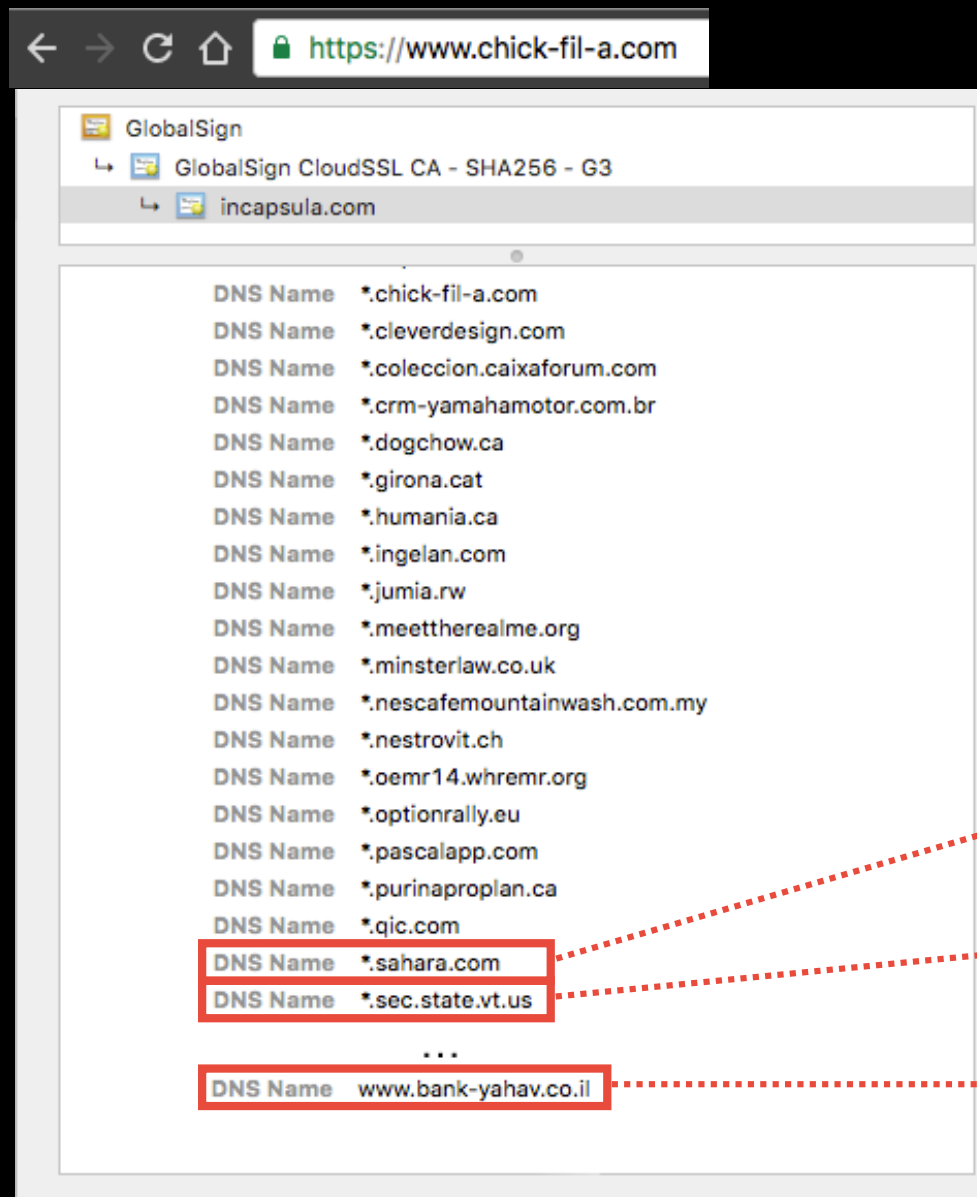 https://www.chick-fil-a.com
GlobalSign
GlobalSign CloudSSL CA - SHA256 - G3
incapsula.com
DNS Name *.chick-fil-a.com
DNS Name *.cleverdesign.com
DNS Name *.coleccion.caixaforum.com
DNS Name *.crm-yamahamotor.com.br
DNS Name *.dogchow.ca
DNS Name *.girona.cat
DNS Name *.humania.ca
DNS Name *.ingelan.com
DNS Name *.jumia.rw
DNS Name *.meettherealme.org
DNS Name *.minsterlaw.co.uk
DNS Name *.nescafemountainwash.com.my
DNS Name *.nestrovit.ch
DNS Name *.oemr14.whremr.org
DNS Name *.optionrally.eu
DNS Name *.pascalapp.com
DNS Name *.purinaproplan.ca
DNS Name *.qic.com
DNS Name *.sahara.com
DNS Name *.sec.state.vt.us
...
DNS Name www.bank-yahav.co.il